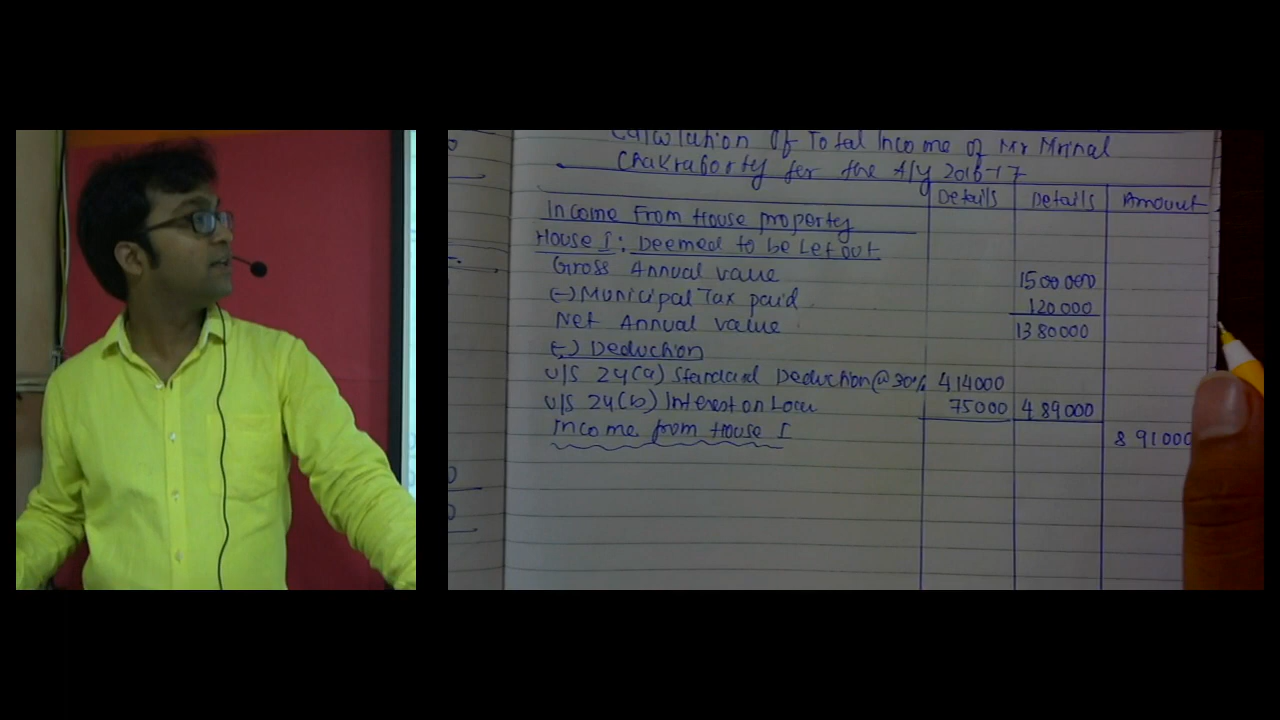 Calculation Of Total Income of Mr Mrinal
Chakraborty for the A/Y 2016-17
Details Details Amount
Income From House property
House I: Deemed to be Let out
Gross Annual value 1500000
(-) Municipal Tax paid 120000
Net Annual value 1380000
(-) Deduction
U/S 24(a) Standard Deduction @ 30% 414000
U/S 24(b) Interest on Loan 75000 489000
Income from House I 891000